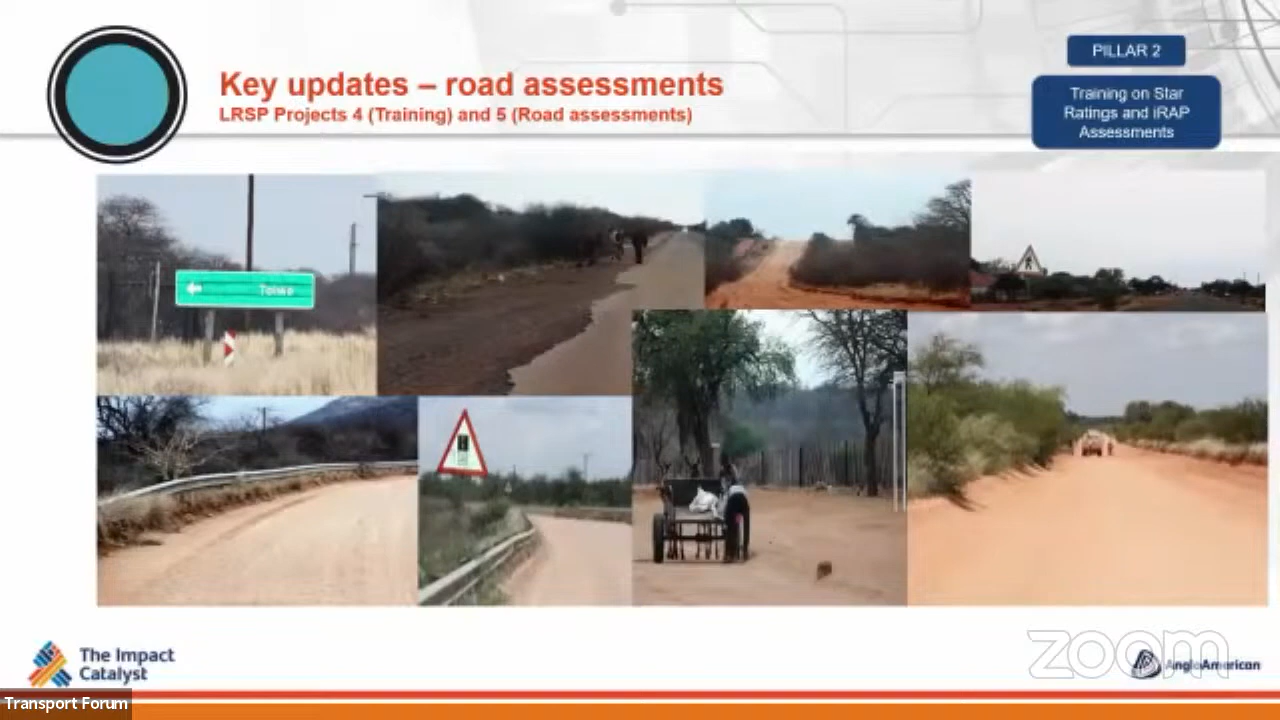 PILLAR 2
Key updates – road assessments
LRSP Projects 4 (Training) and 5 (Road assessments)
Training on Star
Ratings and iRAP
Assessments
Tolwe
The Impact
Catalyst
zoom
AngloAmerican
Transport Forum